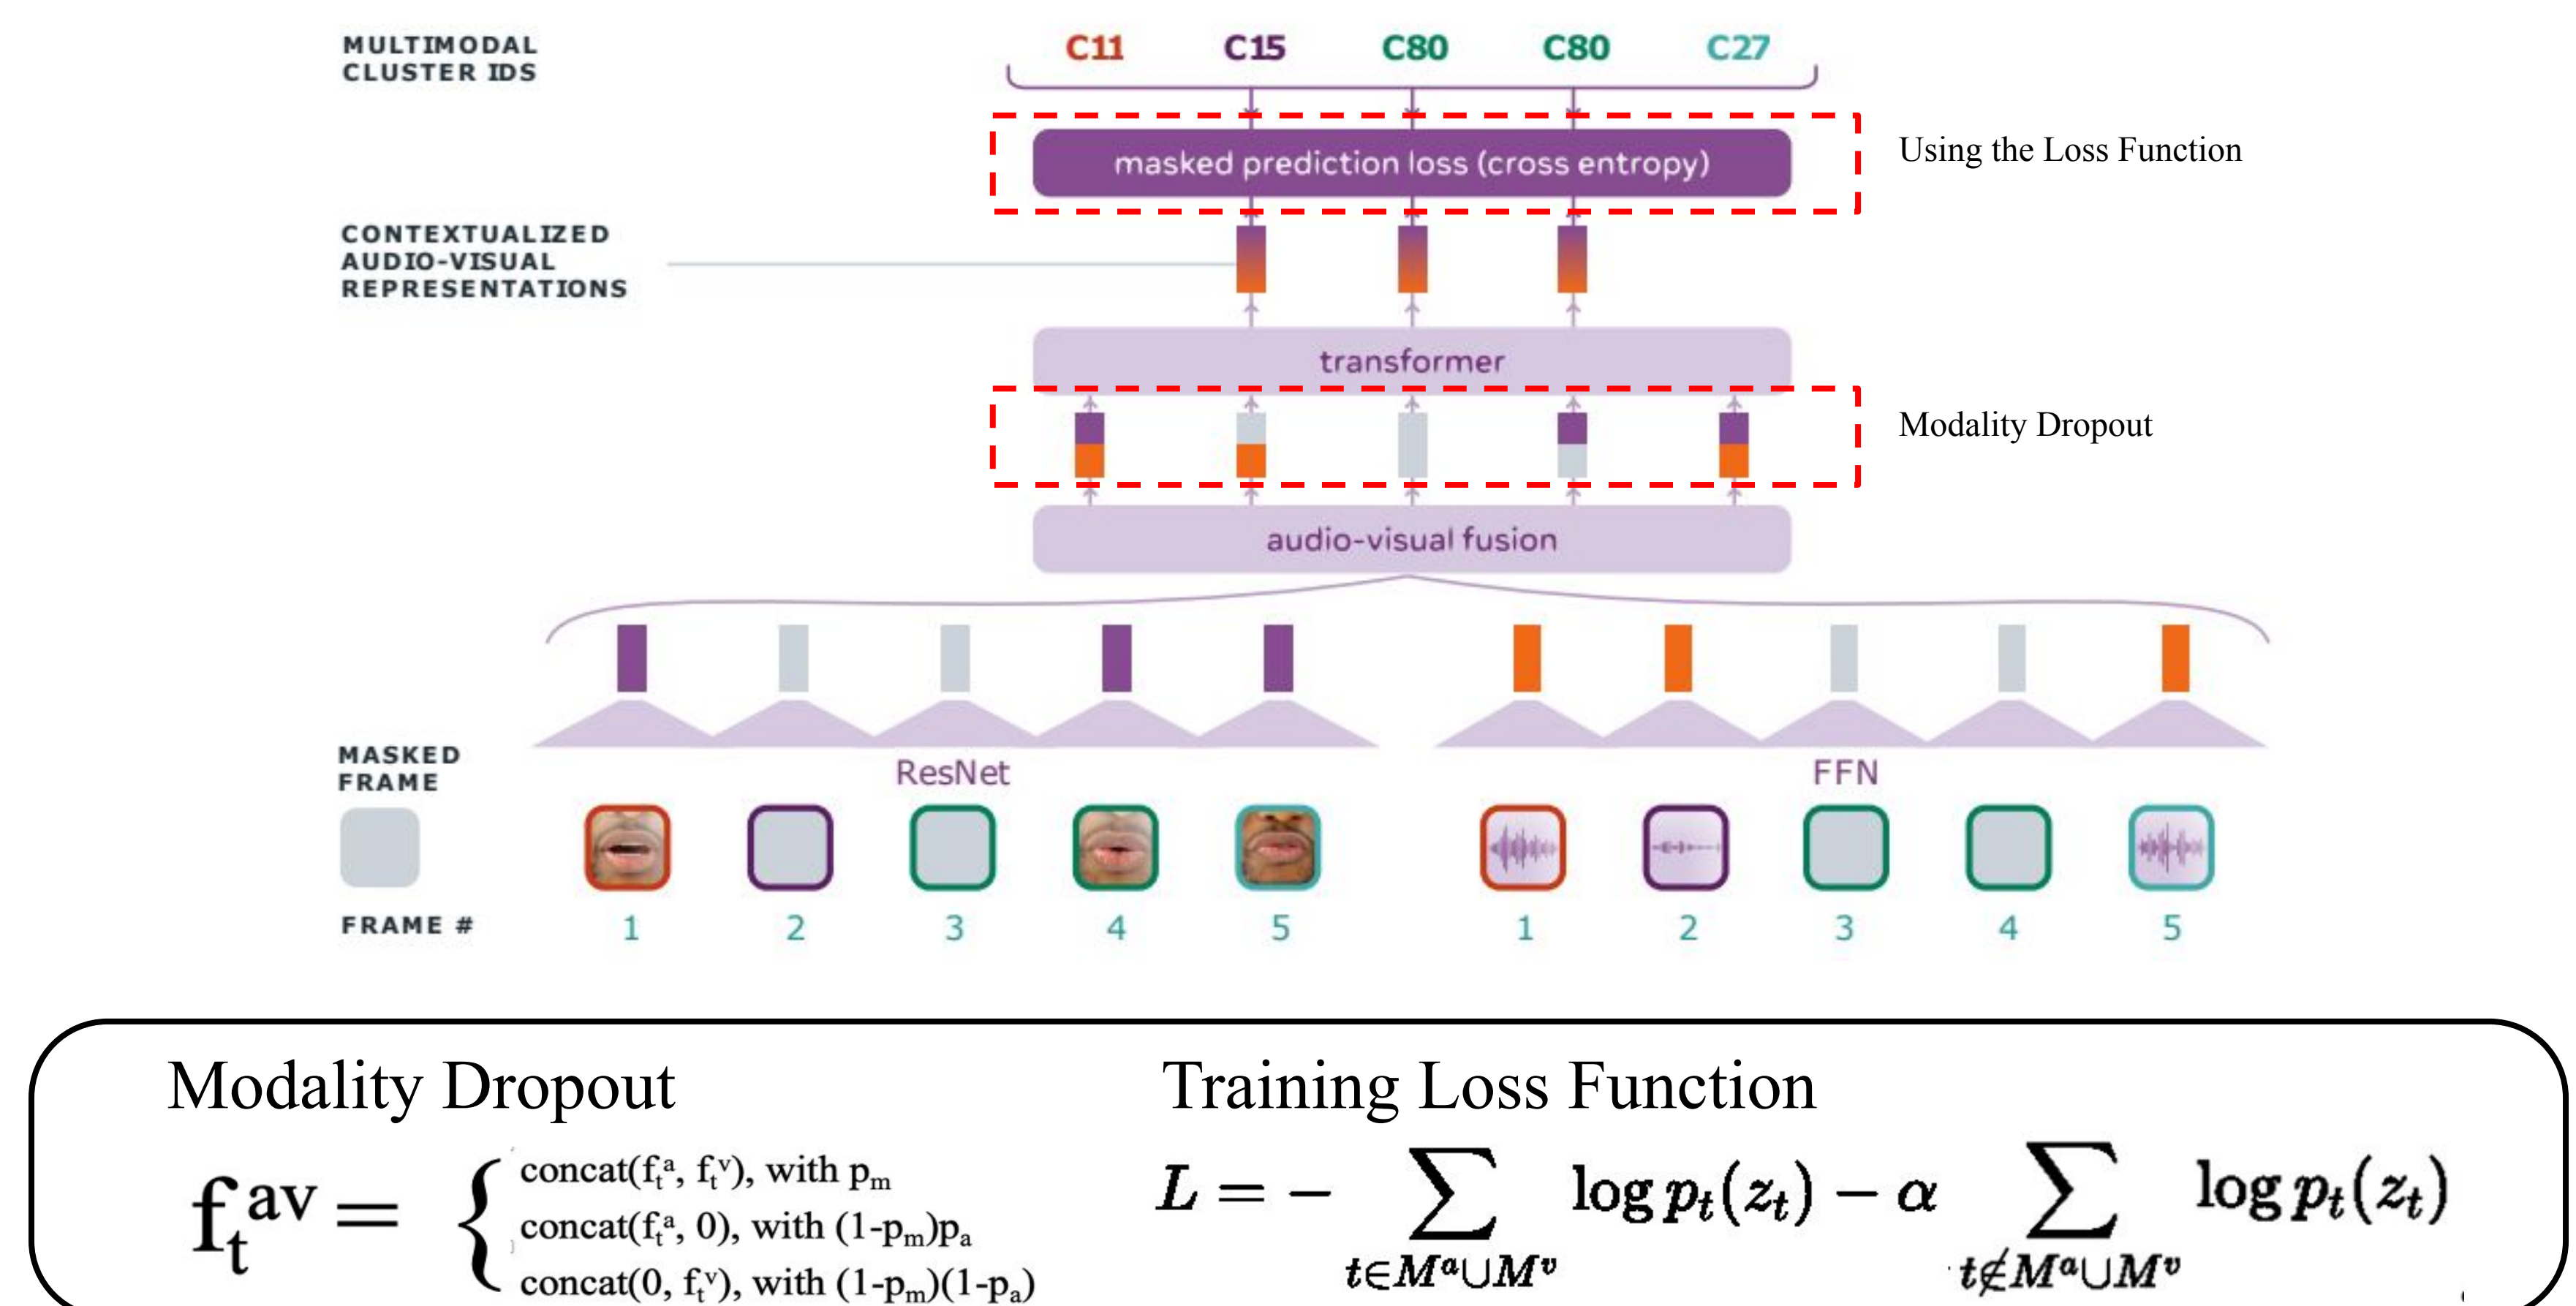 MULTIMODAL
CLUSTER IDS
C11 C15 C80 C80 C27
masked prediction loss (cross entropy)
Using the Loss Function
CONTEXTUALIZED
AUDIO-VISUAL
REPRESENTATIONS
transformer
Modality Dropout
audio-visual fusion
MASKED
FRAME
ResNet FFN
FRAME # 1 2 3 4 5 1 2 3 4 5
Modality Dropout
f_t^av = { concat(f_t^a, f_t^v), with p_m
concat(f_t^a, 0), with (1-p_m)p_a
concat(0, f_t^v), with (1-p_m)(1-p_a)
Training Loss Function
L = − ∑_{t∈M^a∪M^v} log p_t(z_t) − α ∑_{t∉M^a∪M^v} log p_t(z_t)